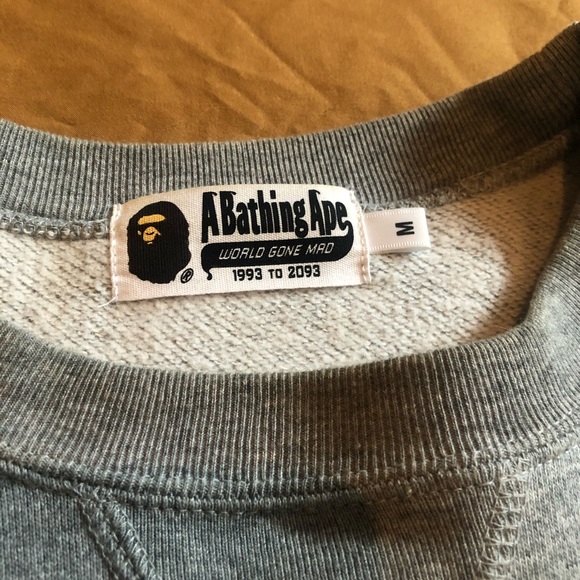 A Bathing Ape
WORLD GONE MAD
1993 TO 2093
®
M